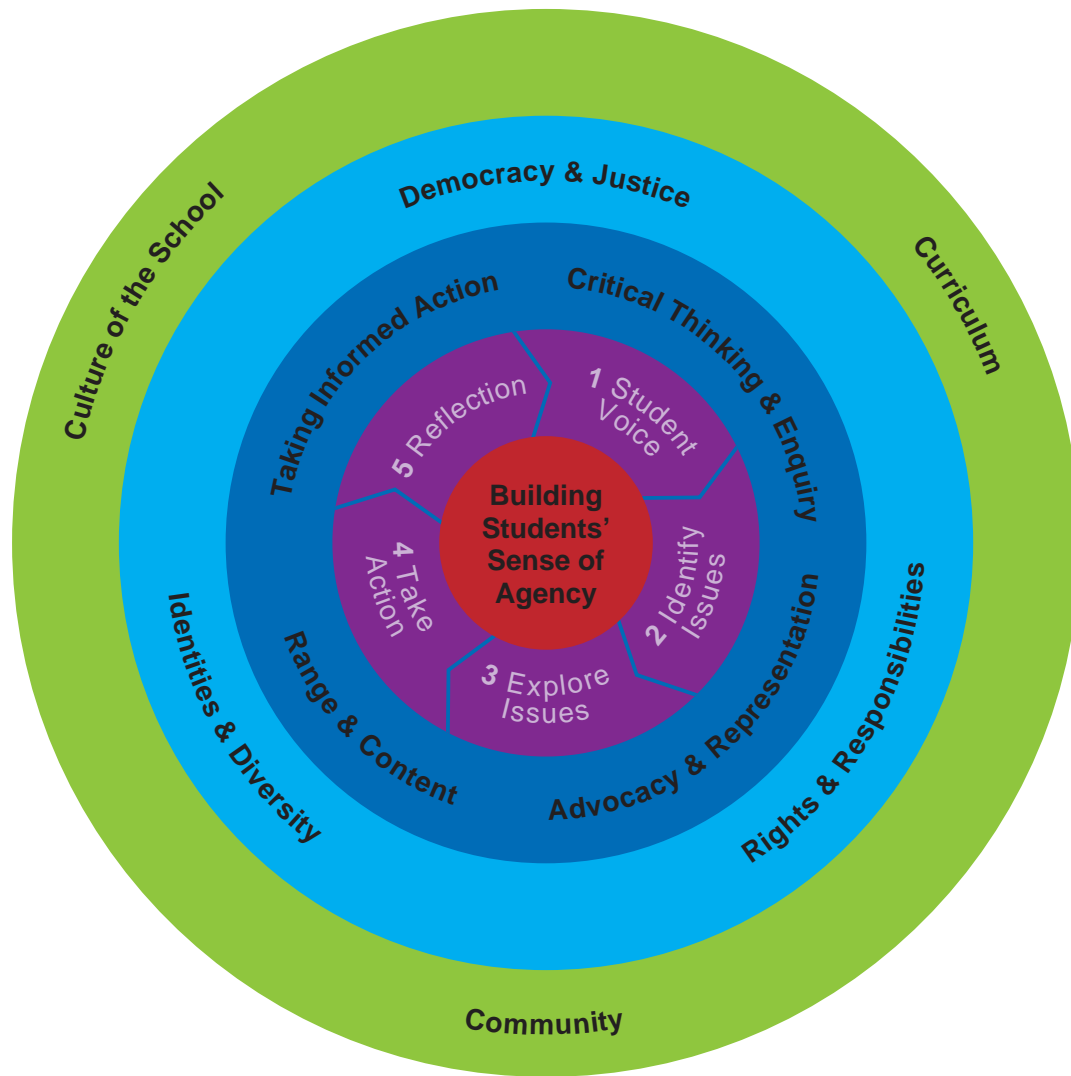 Culture of the School
Curriculum
Community
Democracy & Justice
Rights & Responsibilities
Identities & Diversity
Taking Informed Action
Critical Thinking & Enquiry
Advocacy & Representation
Range & Content
1 Student
Voice
2 Identify
Issues
3 Explore
Issues
4 Take
Action
5 Reflection
Building
Students’
Sense of
Agency